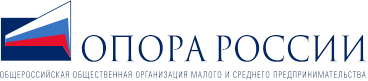 ОПОРА РОССИИ
ОБЩЕРОССИЙСКАЯ ОБЩЕСТВЕННАЯ ОРГАНИЗАЦИЯ МАЛОГО И СРЕДНЕГО ПРЕДПРИНИМАТЕЛЬСТВА